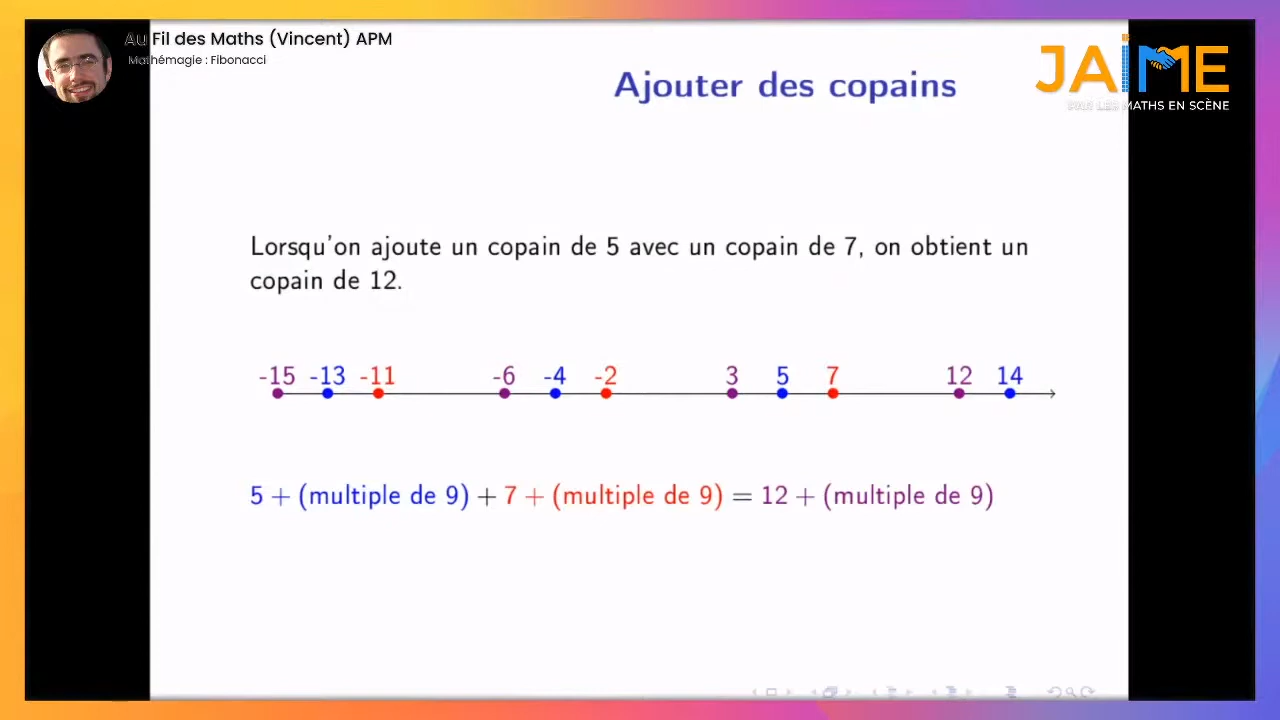 Au Fil des Maths (Vincent) APM
Mathémagie : Fibonacci
JAIME
PAR LES MATHS EN SCÈNE
Ajouter des copains
Lorsqu'on ajoute un copain de 5 avec un copain de 7, on obtient un
copain de 12.
-15 -13 -11 -6 -4 -2 3 5 7 12 14
5 + (multiple de 9) + 7 + (multiple de 9) = 12 + (multiple de 9)